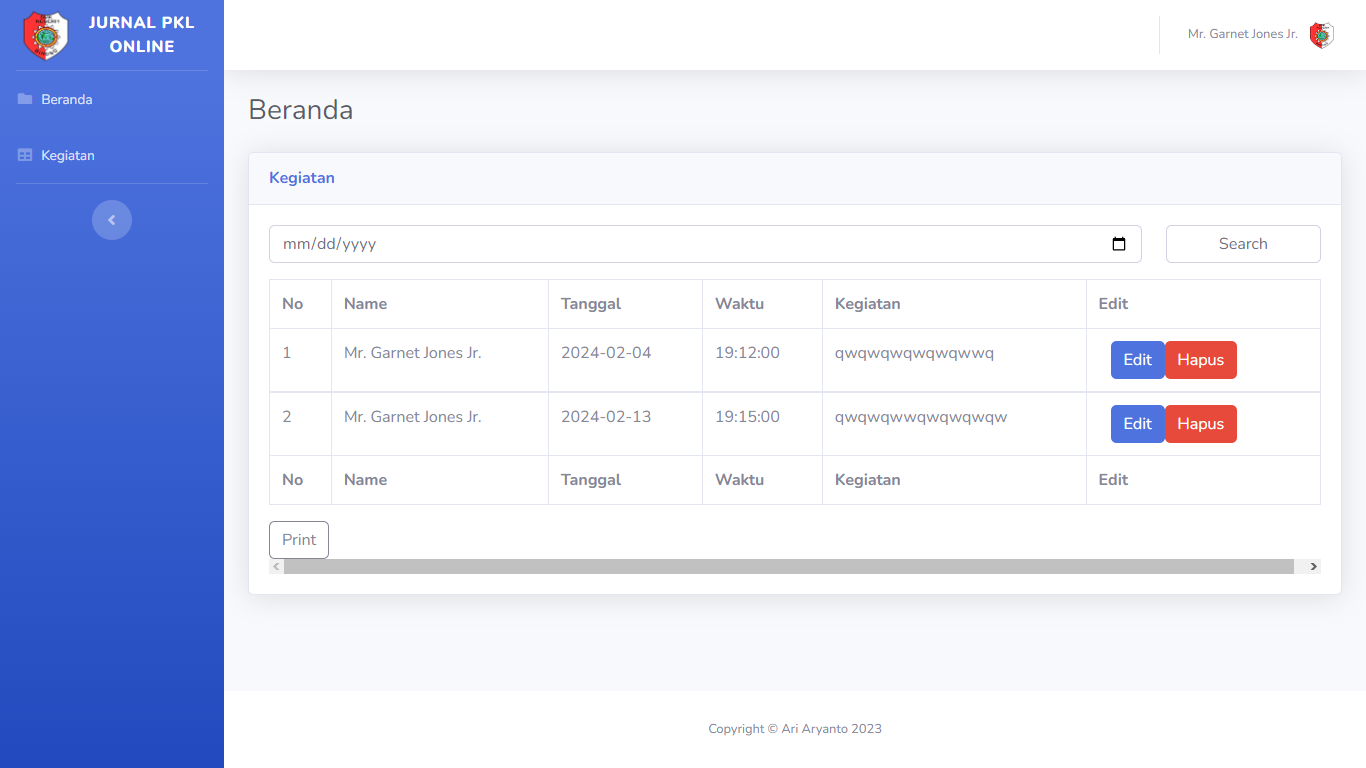 JURNAL PKL
ONLINE
Mr. Garnet Jones Jr.
Beranda
Kegiatan
Beranda
Kegiatan
mm/dd/yyyy
Search
No Name Tanggal Waktu Kegiatan Edit
1 Mr. Garnet Jones Jr. 2024-02-04 19:12:00 qwqwqwqwqwqwwq Edit Hapus
2 Mr. Garnet Jones Jr. 2024-02-13 19:15:00 qwqwqwwqwqwqwqw Edit Hapus
No Name Tanggal Waktu Kegiatan Edit
Print
Copyright © Ari Aryanto 2023